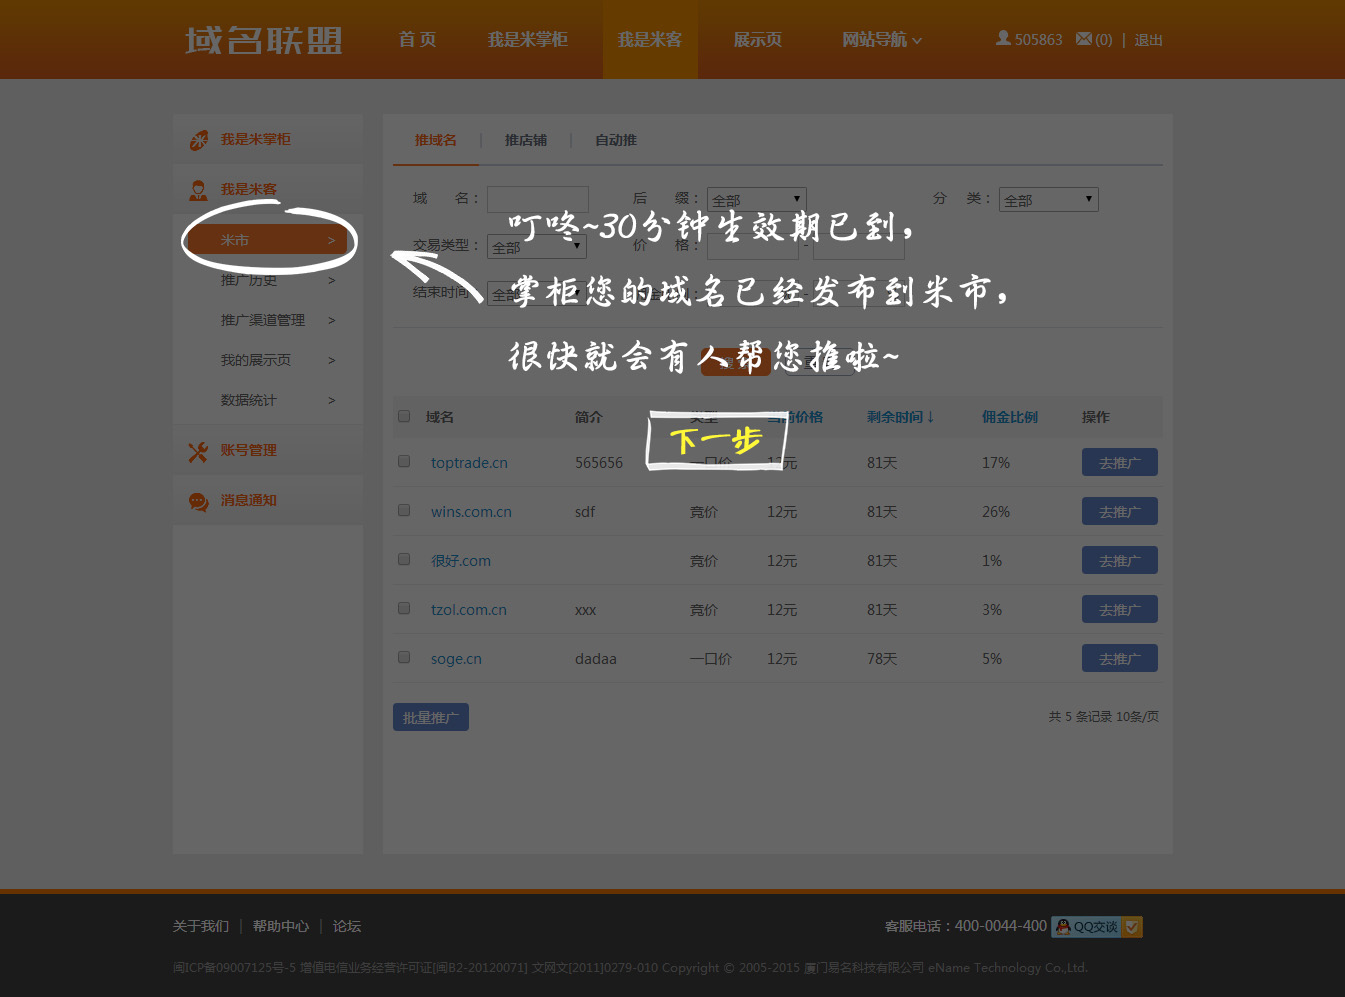 域名联盟
首 页 我是米掌柜 我是米客 展示页 网站导航 505863 (0) | 退出
我是米掌柜
我是米客
米市 >
推广历史 >
推广渠道管理 >
我的展示页 >
数据统计 >
账号管理
消息通知
推域名 | 推店铺 | 自动推
域 名： 后 缀： 全部 分 类： 全部
叮咚~30分钟生效期已到，
交易类型： 全部 价 格： -
掌柜您的域名已经发布到米市，
结束时间 全部 -
很快就会有人帮您推啦~
下一步
域名 简介 类型 当前价格 剩余时间↓ 佣金比例 操作
toptrade.cn 565656 一口价 12元 81天 17% 去推广
wins.com.cn sdf 竞价 12元 81天 26% 去推广
很好.com 竞价 12元 81天 1% 去推广
tzol.com.cn xxx 竞价 12元 81天 3% 去推广
soge.cn dadaa 一口价 12元 78天 5% 去推广
批量推广 共 5 条记录 10条/页
关于我们 | 帮助中心 | 论坛 客服电话：400-0044-400 QQ交谈
闽ICP备09007125号-5 增值电信业务经营许可证[闽B2-20120071] 文网文[2011]0279-010 Copyright © 2005-2015 厦门易名科技有限公司 eName Technology Co.,Ltd.